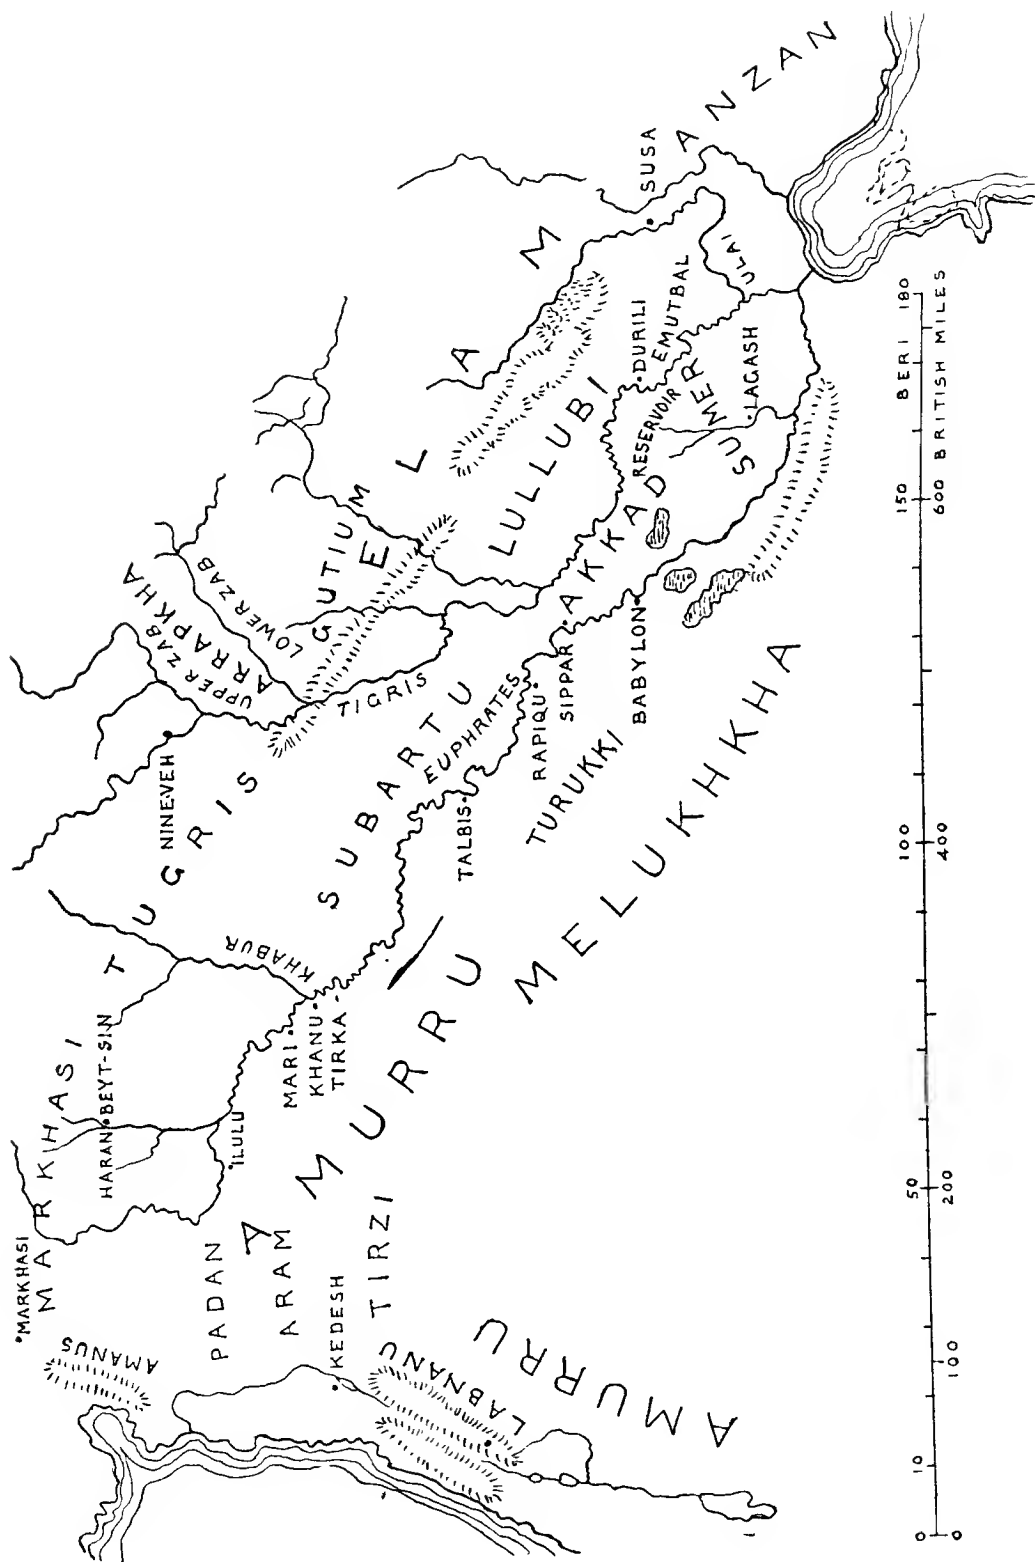 MARKHASI
MARKHASI
AMANUS
HARAN
BEYT-SIN
PADAN
ARAM
ILULU
MARI
KHANU
TIRKA
KHABUR
KEDESH
TIRZI
LABNANU
AMURRU
AMURRU
MELUKHKHA
TURUKKI
TUGRIS
NINEVEH
SUBARTU
UPPER ZAB
ARRAPKHA
LOWER ZAB
TIGRIS
EUPHRATES
TALBIS
RAPIQU
SIPPAR
BABYLON
GUTIUM
ELAM
LULLUBI
AKKAD
RESERVOIR
SUMER
LAGASH
DURILI
EMUTBAL
ULAI
SUSA
ANZAN
0 10 50 100 150 BERI 180
0 100 200 400 600 BRITISH MILES